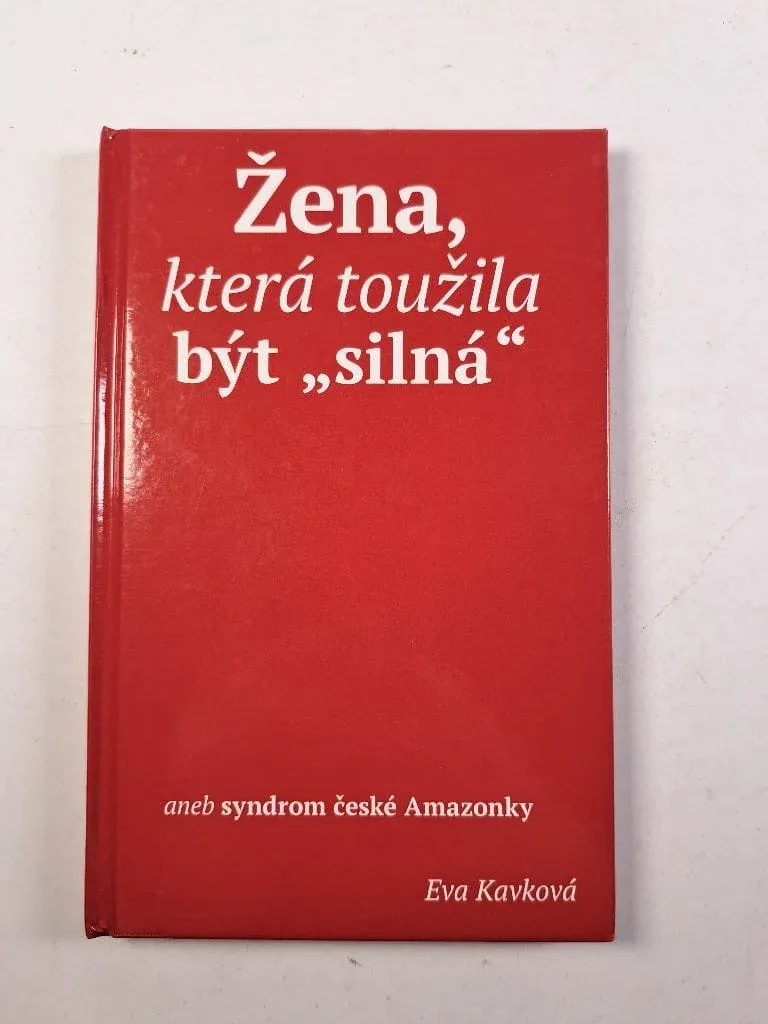 Žena,
která toužila
být „silná“
aneb syndrom české Amazonky
Eva Kavková